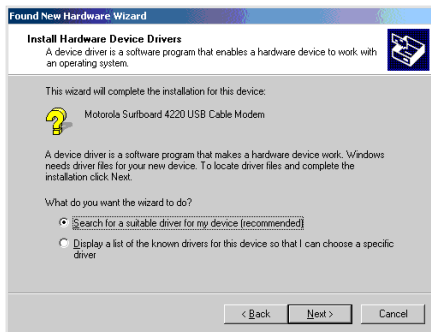 Found New Hardware Wizard
Install Hardware Device Drivers
A device driver is a software program that enables a hardware device to work with
an operating system.
This wizard will complete the installation for this device:
Motorola Surfboard 4220 USB Cable Modem
A device driver is a software program that makes a hardware device work. Windows
needs driver files for your new device. To locate driver files and complete the
installation click Next.
What do you want the wizard to do?
Search for a suitable driver for my device (recommended)
Display a list of the known drivers for this device so that I can choose a specific
driver
< Back Next > Cancel